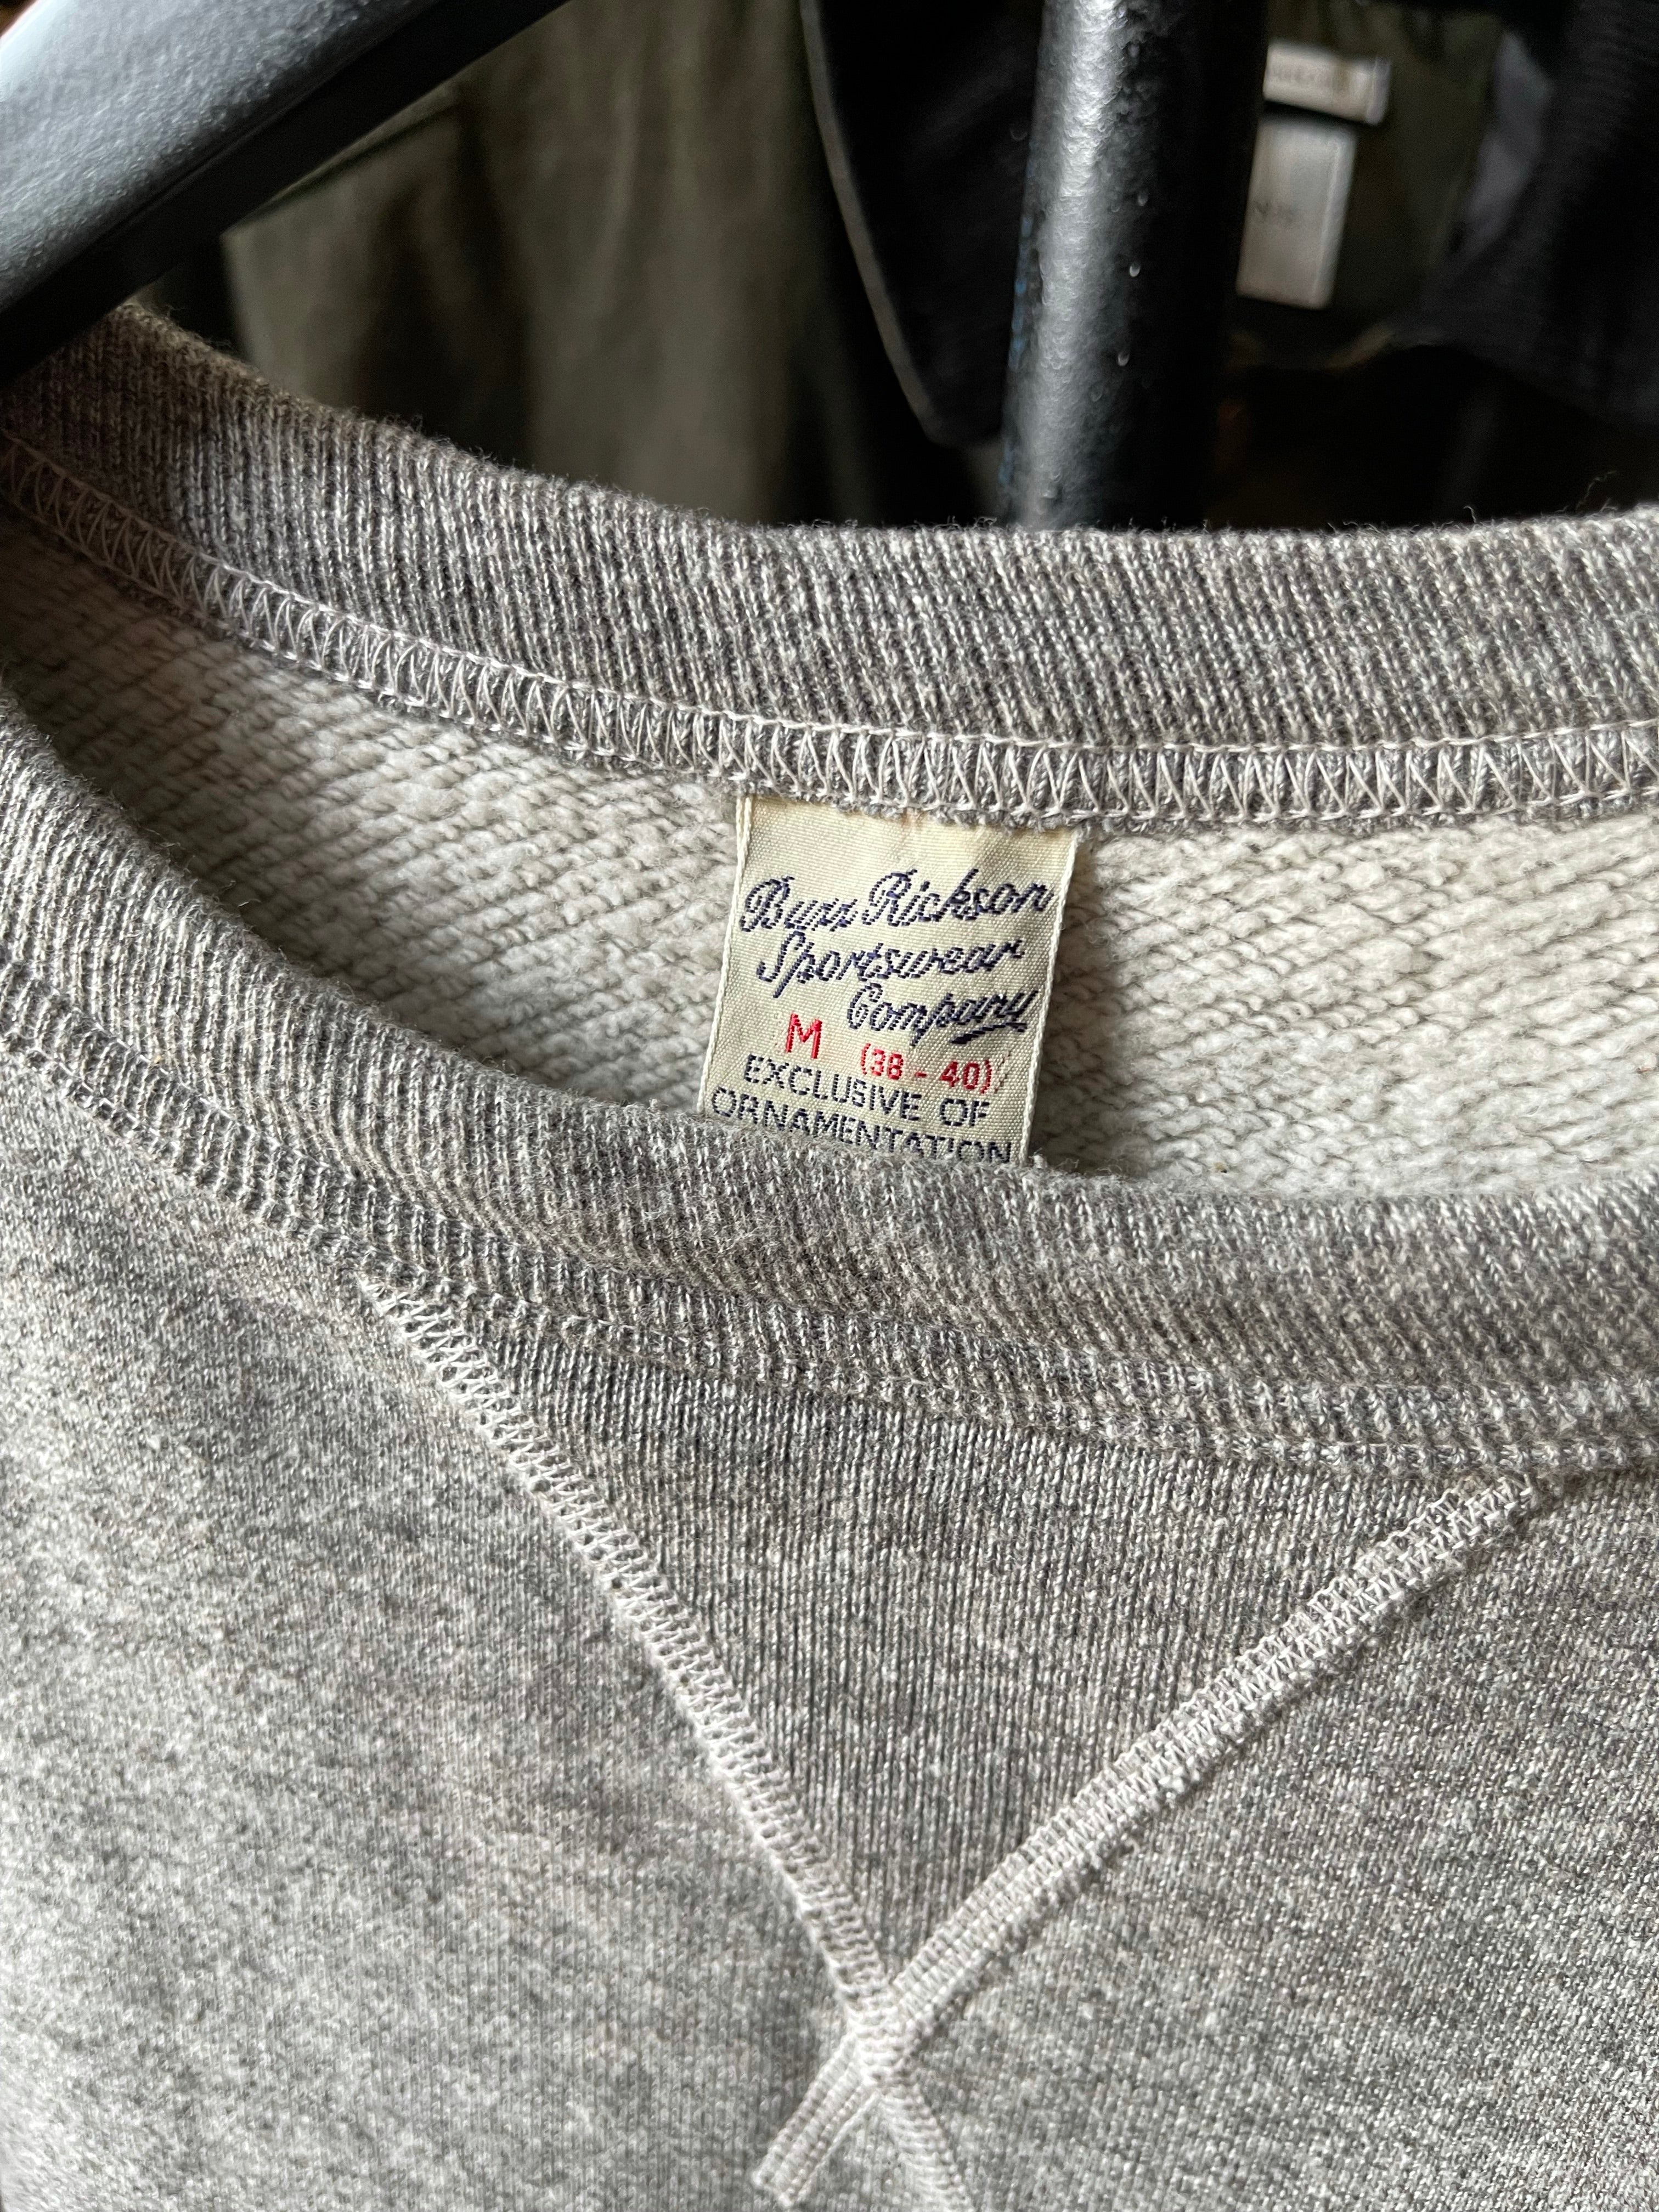 Buzz Rickson
Sportswear
Company
M (38 - 40)
EXCLUSIVE OF
ORNAMENTATION